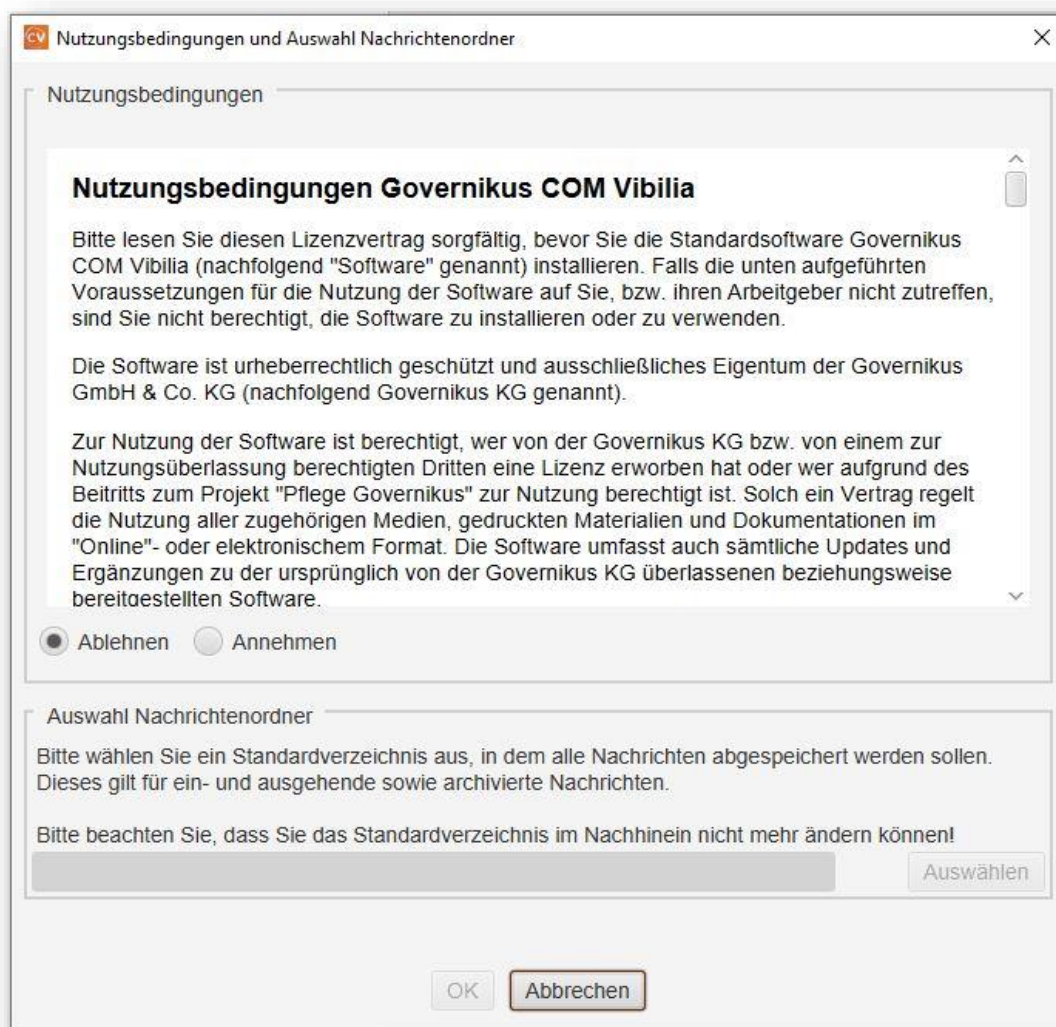 CV Nutzungsbedingungen und Auswahl Nachrichtenordner
Nutzungsbedingungen
Nutzungsbedingungen Governikus COM Vibilia
Bitte lesen Sie diesen Lizenzvertrag sorgfältig, bevor Sie die Standardsoftware Governikus
COM Vibilia (nachfolgend "Software" genannt) installieren. Falls die unten aufgeführten
Voraussetzungen für die Nutzung der Software auf Sie, bzw. ihren Arbeitgeber nicht zutreffen,
sind Sie nicht berechtigt, die Software zu installieren oder zu verwenden.
Die Software ist urheberrechtlich geschützt und ausschließliches Eigentum der Governikus
GmbH & Co. KG (nachfolgend Governikus KG genannt).
Zur Nutzung der Software ist berechtigt, wer von der Governikus KG bzw. von einem zur
Nutzungsüberlassung berechtigten Dritten eine Lizenz erworben hat oder wer aufgrund des
Beitritts zum Projekt "Pflege Governikus" zur Nutzung berechtigt ist. Solch ein Vertrag regelt
die Nutzung aller zugehörigen Medien, gedruckten Materialien und Dokumentationen im
"Online"- oder elektronischem Format. Die Software umfasst auch sämtliche Updates und
Ergänzungen zu der ursprünglich von der Governikus KG überlassenen beziehungsweise
bereitgestellten Software.
Ablehnen Annehmen
Auswahl Nachrichtenordner
Bitte wählen Sie ein Standardverzeichnis aus, in dem alle Nachrichten abgespeichert werden sollen.
Dieses gilt für ein- und ausgehende sowie archivierte Nachrichten.
Bitte beachten Sie, dass Sie das Standardverzeichnis im Nachhinein nicht mehr ändern können!
Auswählen
OK Abbrechen